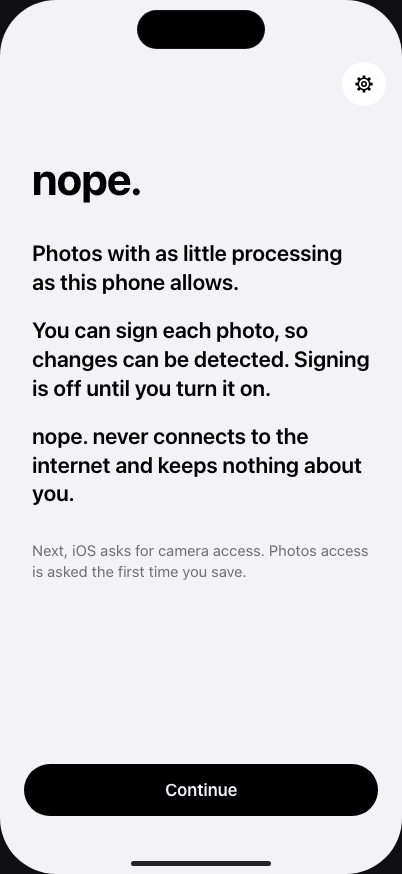 nope.
Photos with as little processing
as this phone allows.
You can sign each photo, so
changes can be detected. Signing
is off until you turn it on.
nope. never connects to the
internet and keeps nothing about
you.
Next, iOS asks for camera access. Photos access
is asked the first time you save.
Continue